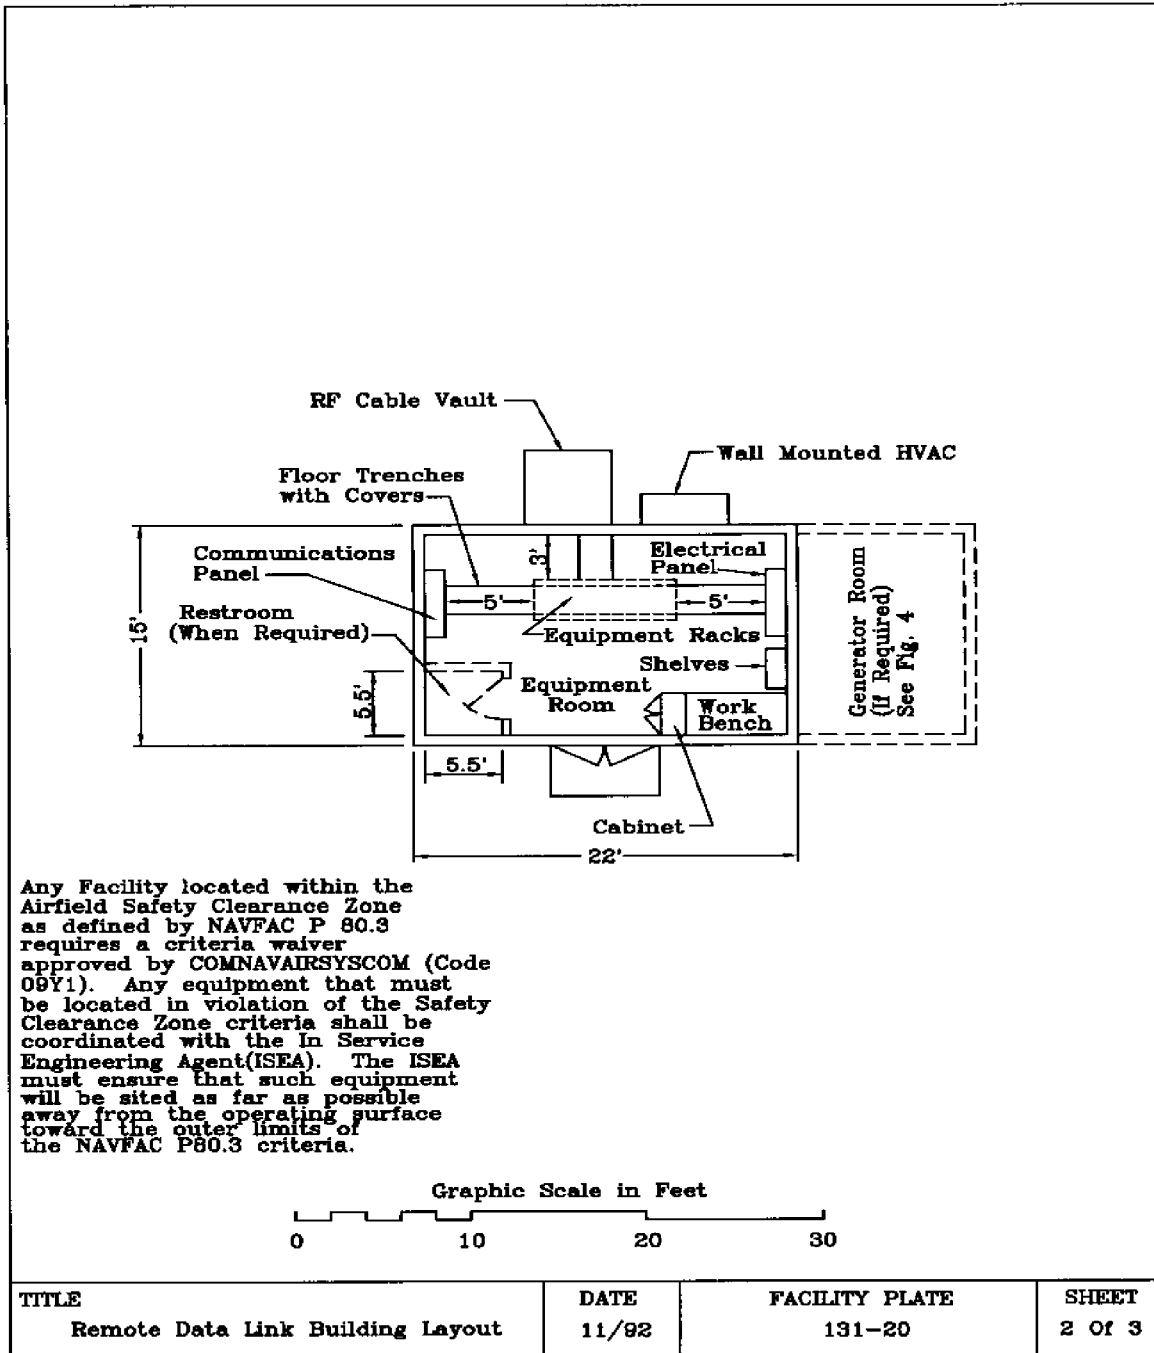 RF Cable Vault
Wall Mounted HVAC
Floor Trenches
with Covers
Communications
Panel
3'
Electrical
Panel
5'
5'
Restroom
(When Required)
15'
Equipment Racks
Shelves
Equipment
Room
5.5'
Work
Bench
Generator Room
(If Required)
See Fig. 4
5.5'
Cabinet
22'
Any Facility located within the
Airfield Safety Clearance Zone
as defined by NAVFAC P 80.3
requires a criteria waiver
approved by COMNAVAIRSYSCOM (Code
09Y1). Any equipment that must
be located in violation of the Safety
Clearance Zone criteria shall be
coordinated with the In Service
Engineering Agent(ISEA). The ISEA
must ensure that such equipment
will be sited as far as possible
away from the operating surface
toward the outer limits of
the NAVFAC P80.3 criteria.
Graphic Scale in Feet
0 10 20 30
TITLE DATE FACILITY PLATE SHEET
Remote Data Link Building Layout 11/92 131-20 2 Of 3